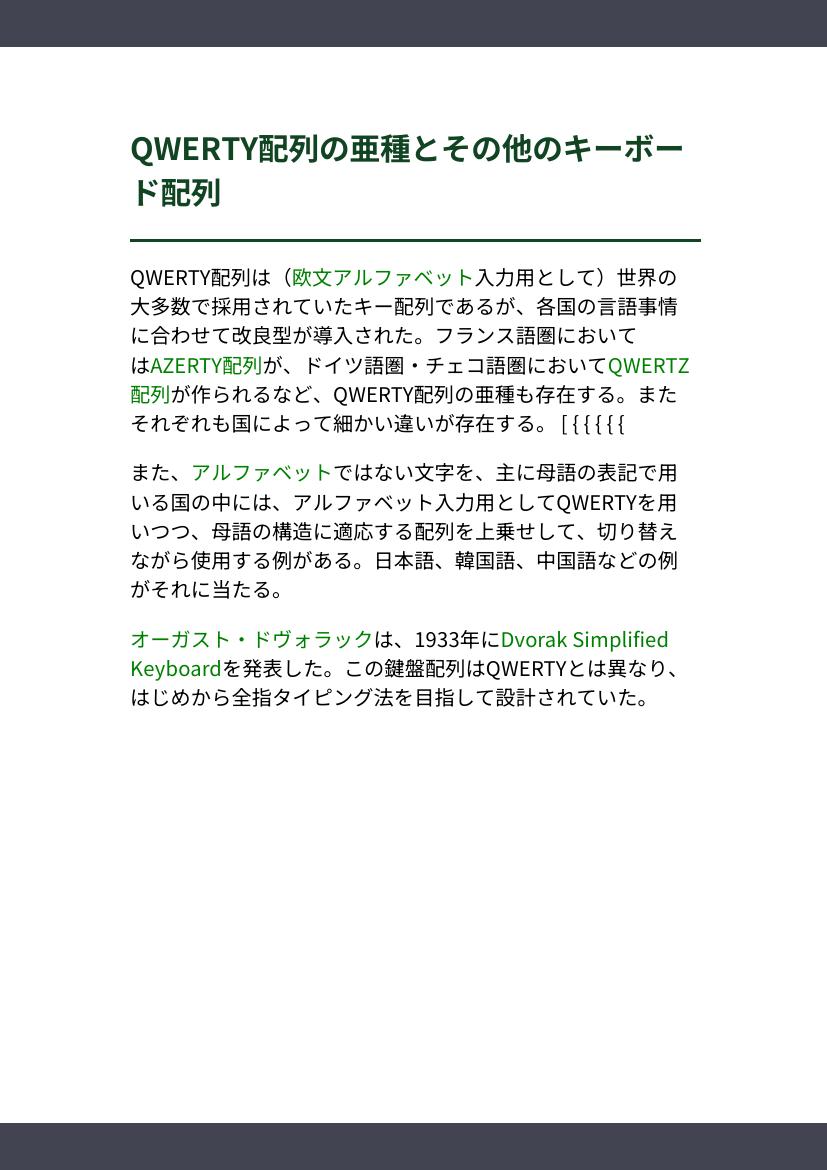 QWERTY配列の亜種とその他のキーボー
ド配列
QWERTY配列は（欧文アルファベット入力用として）世界の
大多数で採用されていたキー配列であるが、各国の言語事情
に合わせて改良型が導入された。フランス語圏において
はAZERTY配列が、ドイツ語圏・チェコ語圏においてQWERTZ
配列が作られるなど、QWERTY配列の亜種も存在する。また
それぞれも国によって細かい違いが存在する。 [ { { { { {
また、アルファベットではない文字を、主に母語の表記で用
いる国の中には、アルファベット入力用としてQWERTYを用
いつつ、母語の構造に適応する配列を上乗せして、切り替え
ながら使用する例がある。日本語、韓国語、中国語などの例
がそれに当たる。
オーガスト・ドヴォラックは、1933年にDvorak Simplified
Keyboardを発表した。この鍵盤配列はQWERTYとは異なり、
はじめから全指タイピング法を目指して設計されていた。